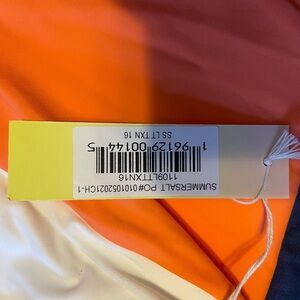 SUMMERSALT PO#0101052021CH-1
1109LTTXN16
1 96129 00144 5
SS LT TXN 16